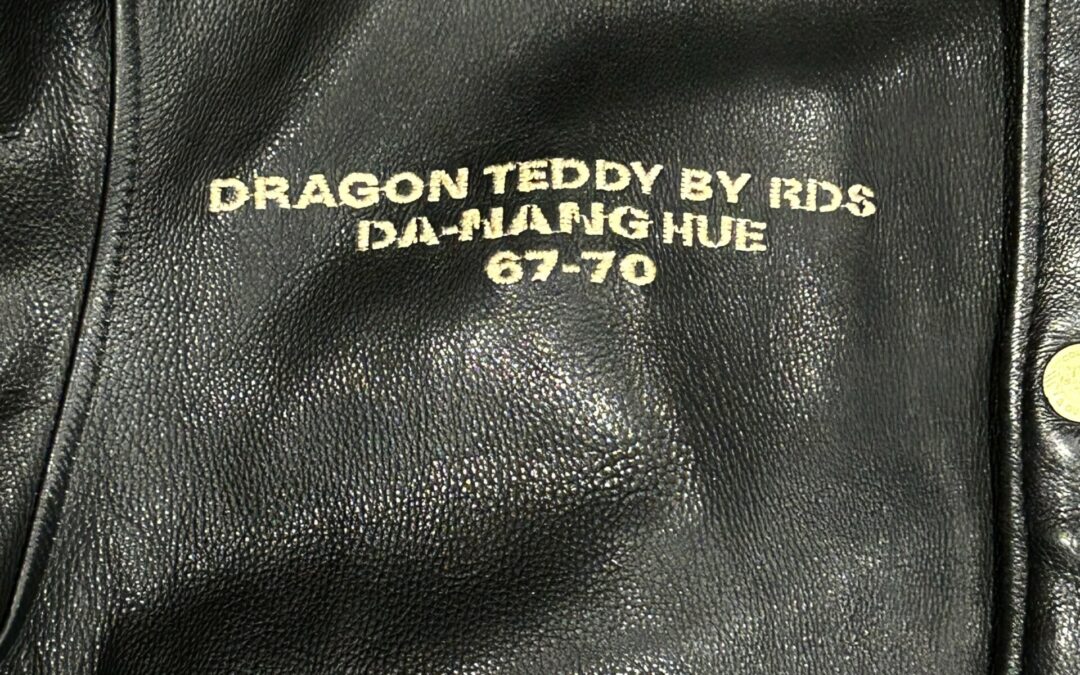 DRAGON TEDDY BY RDS
DA-NANG HUE
67-70